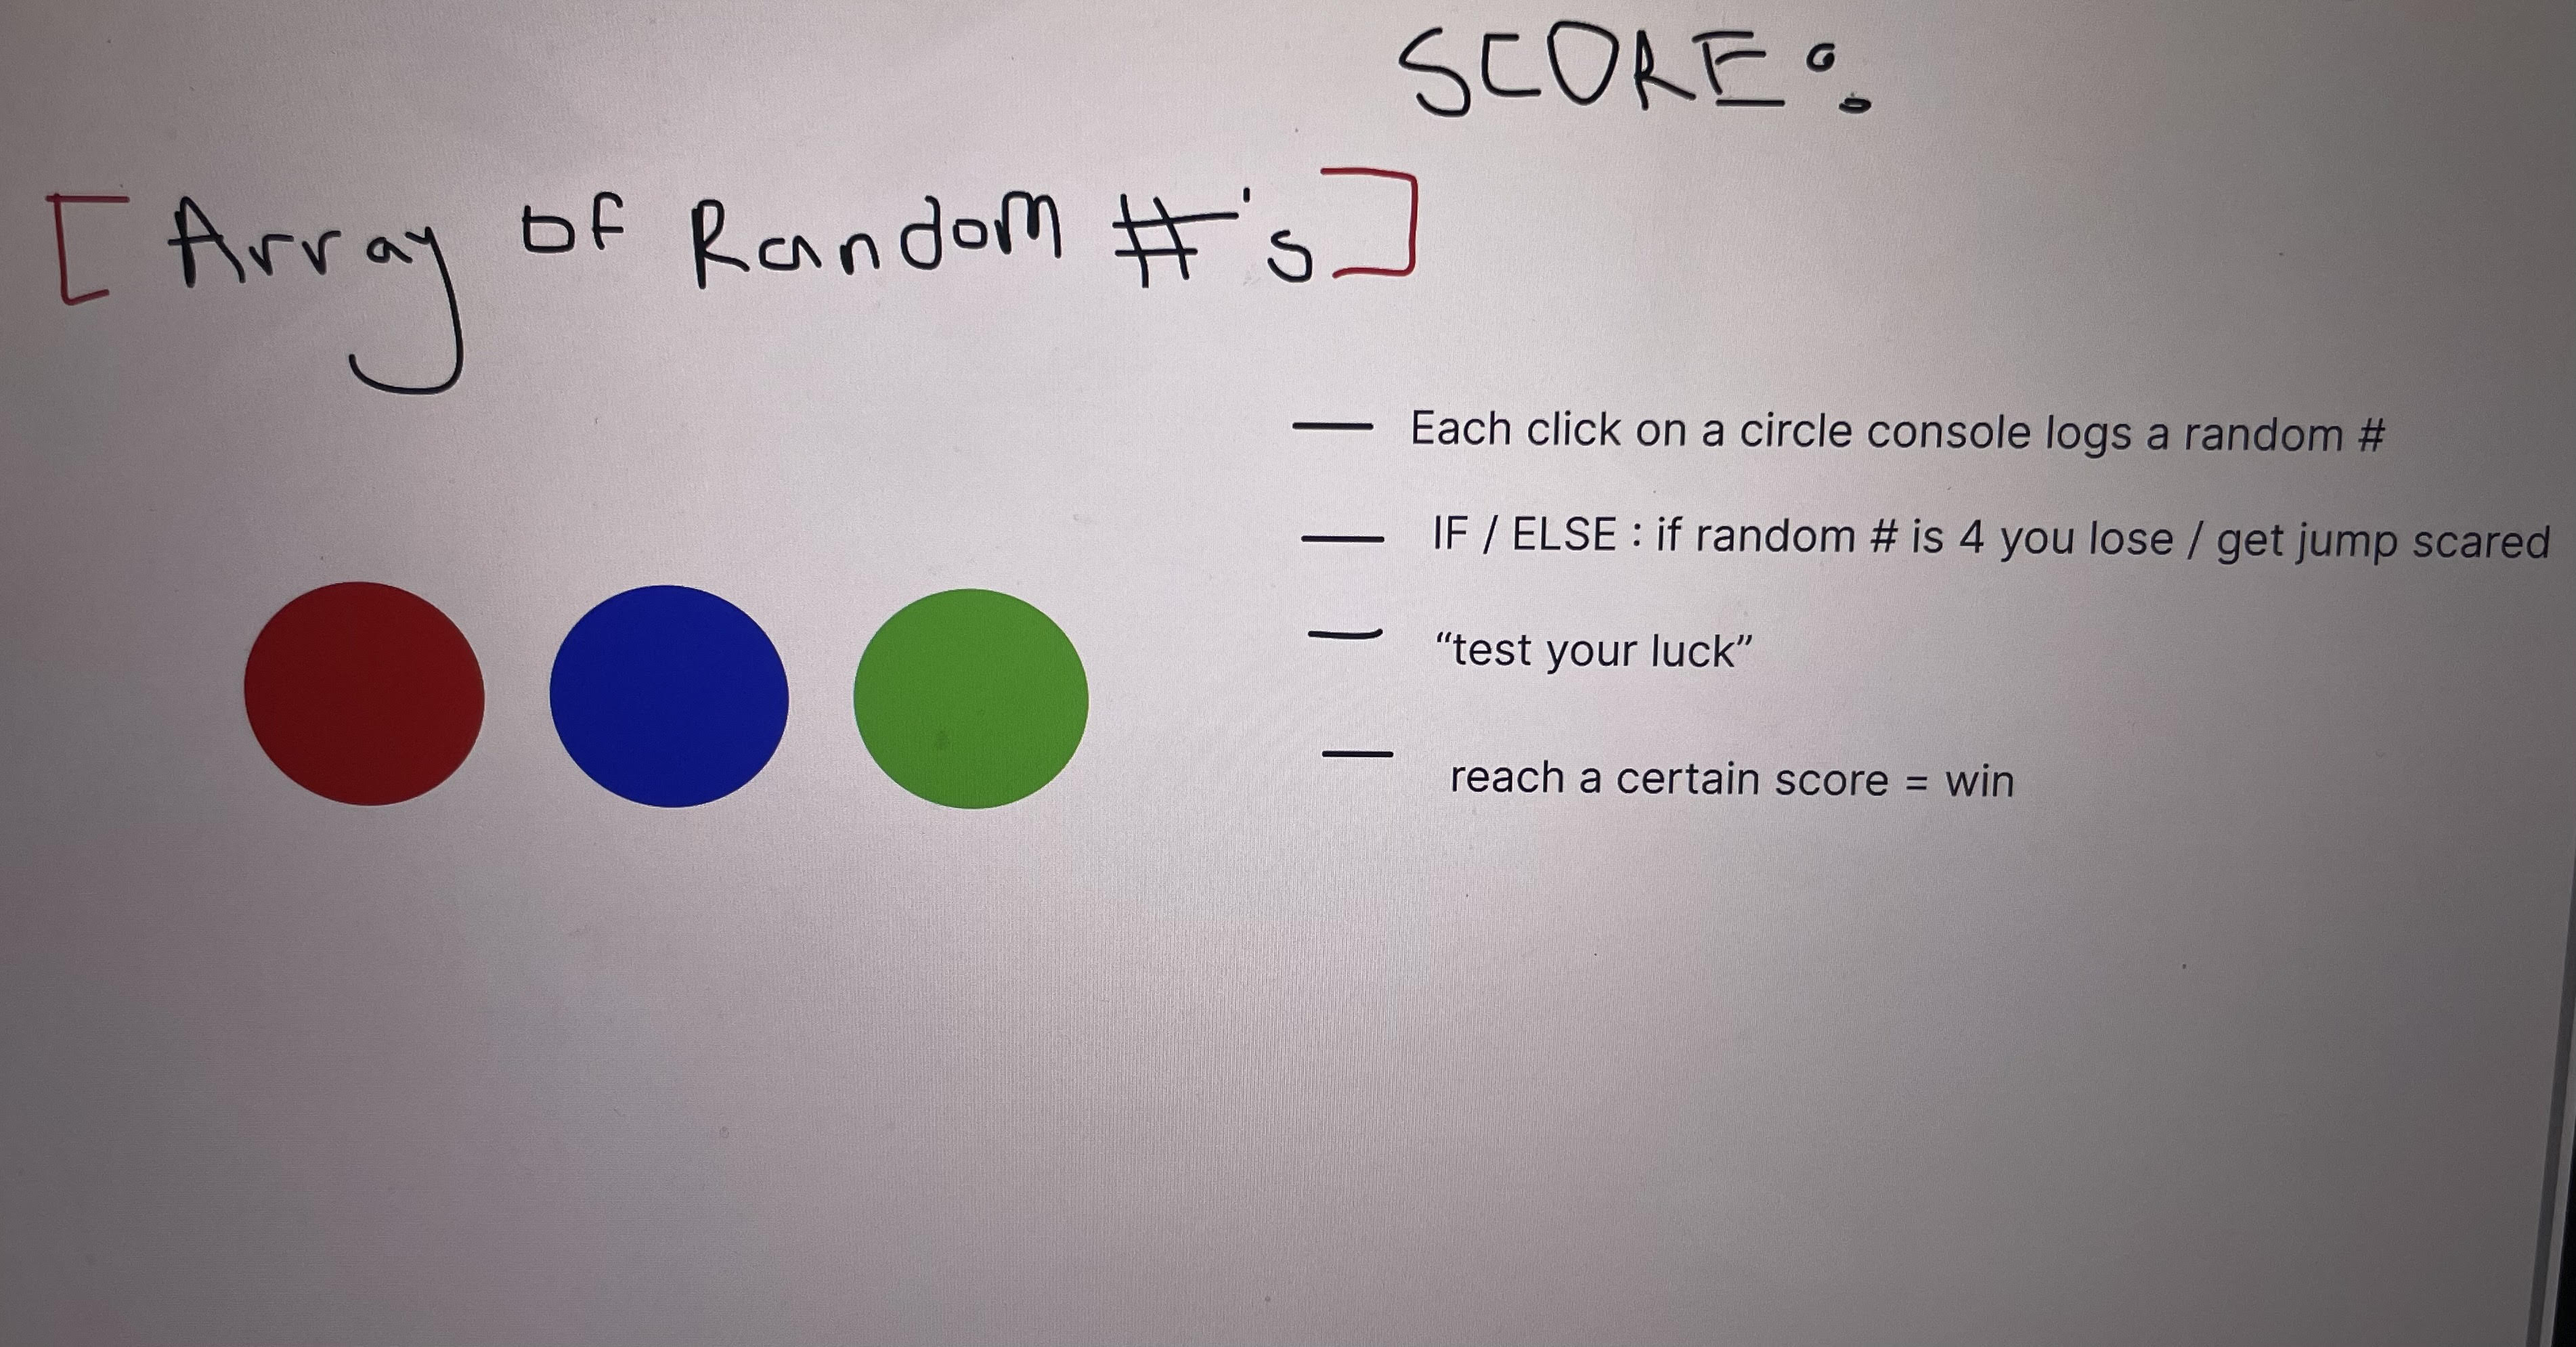 SCORE:
[Array of Random #'s]
— Each click on a circle console logs a random #
— IF / ELSE : if random # is 4 you lose / get jump scared
— “test your luck”
— reach a certain score = win